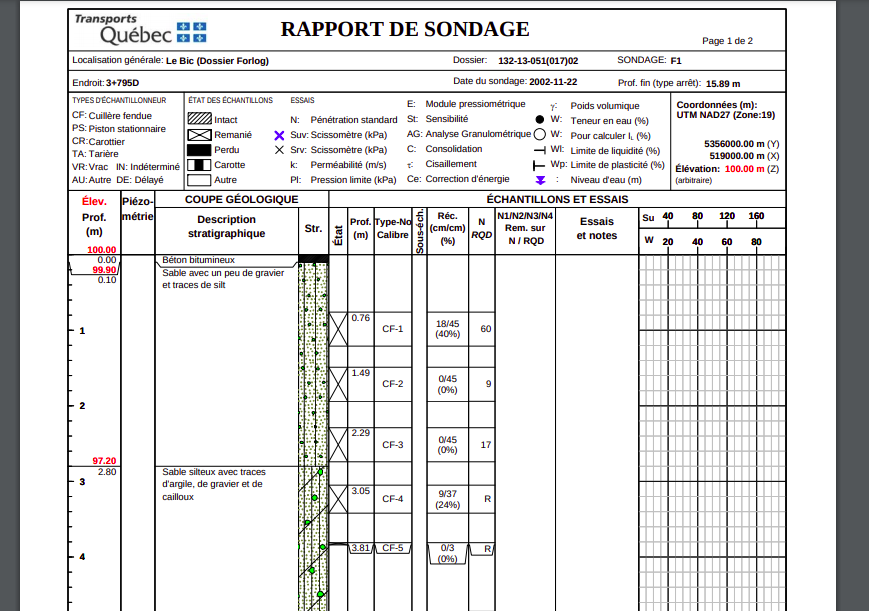 Transports
Québec
RAPPORT DE SONDAGE
Page 1 de 2
Localisation générale: Le Bic (Dossier Forlog)
Dossier: 132-13-051(017)02
SONDAGE: F1
Endroit: 3+795D
Date du sondage: 2002-11-22
Prof. fin (type arrêt): 15.89 m
TYPES D'ÉCHANTILLONNEUR
CF: Cuillère fendue
PS: Piston stationnaire
CR: Carottier
TA: Tarière
VR: Vrac IN: Indéterminé
AU: Autre DE: Délayé
ÉTAT DES ÉCHANTILLONS
Intact
Remanié
Perdu
Carotte
Autre
ESSAIS
N: Pénétration standard
Suv: Scissomètre (kPa)
Srv: Scissomètre (kPa)
k: Perméabilité (m/s)
Pl: Pression limite (kPa)
E: Module pressiométrique
St: Sensibilité
AG: Analyse Granulométrique
C: Consolidation
τ: Cisaillement
Ce: Correction d'énergie
γ: Poids volumique
W: Teneur en eau (%)
W: Pour calculer IL (%)
Wl: Limite de liquidité (%)
Wp: Limite de plasticité (%)
: Niveau d'eau (m)
Coordonnées (m):
UTM NAD27 (Zone:19)
5356000.00 m (Y)
519000.00 m (X)
Élévation: 100.00 m (Z)
(arbitraire)
Élev.
Prof.
(m)
Piézo-
métrie
COUPE GÉOLOGIQUE
Description
stratigraphique
Str.
ÉCHANTILLONS ET ESSAIS
État
Prof.
(m)
Type-No
Calibre
Sous-éch.
Réc.
(cm/cm)
(%)
N
RQD
N1/N2/N3/N4
Rem. sur
N / RQD
Essais
et notes
Su 40 80 120 160
W 20 40 60 80
100.00
0.00
Béton bitumineux
99.90
0.10
Sable avec un peu de gravier
et traces de silt
0.76
1
CF-1
18/45
(40%)
60
1.49
CF-2
0/45
(0%)
9
2
2.29
CF-3
0/45
(0%)
17
97.20
2.80
Sable silteux avec traces
d'argile, de gravier et de
cailloux
3
3.05
CF-4
9/37
(24%)
R
3.81
CF-5
0/3
(0%)
R
4